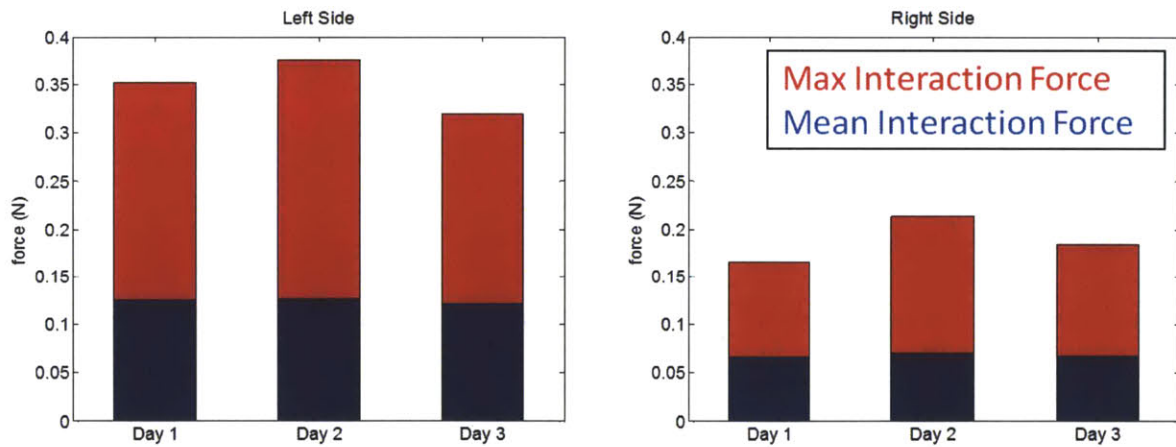 Left Side
0.4
0.35
0.3
0.25
0.2
0.15
0.1
0.05
0
force (N)
Day 1 Day 2 Day 3
Right Side
0.4
0.35
0.3
0.25
0.2
0.15
0.1
0.05
0
force (N)
Max Interaction Force
Mean Interaction Force
Day 1 Day 2 Day 3